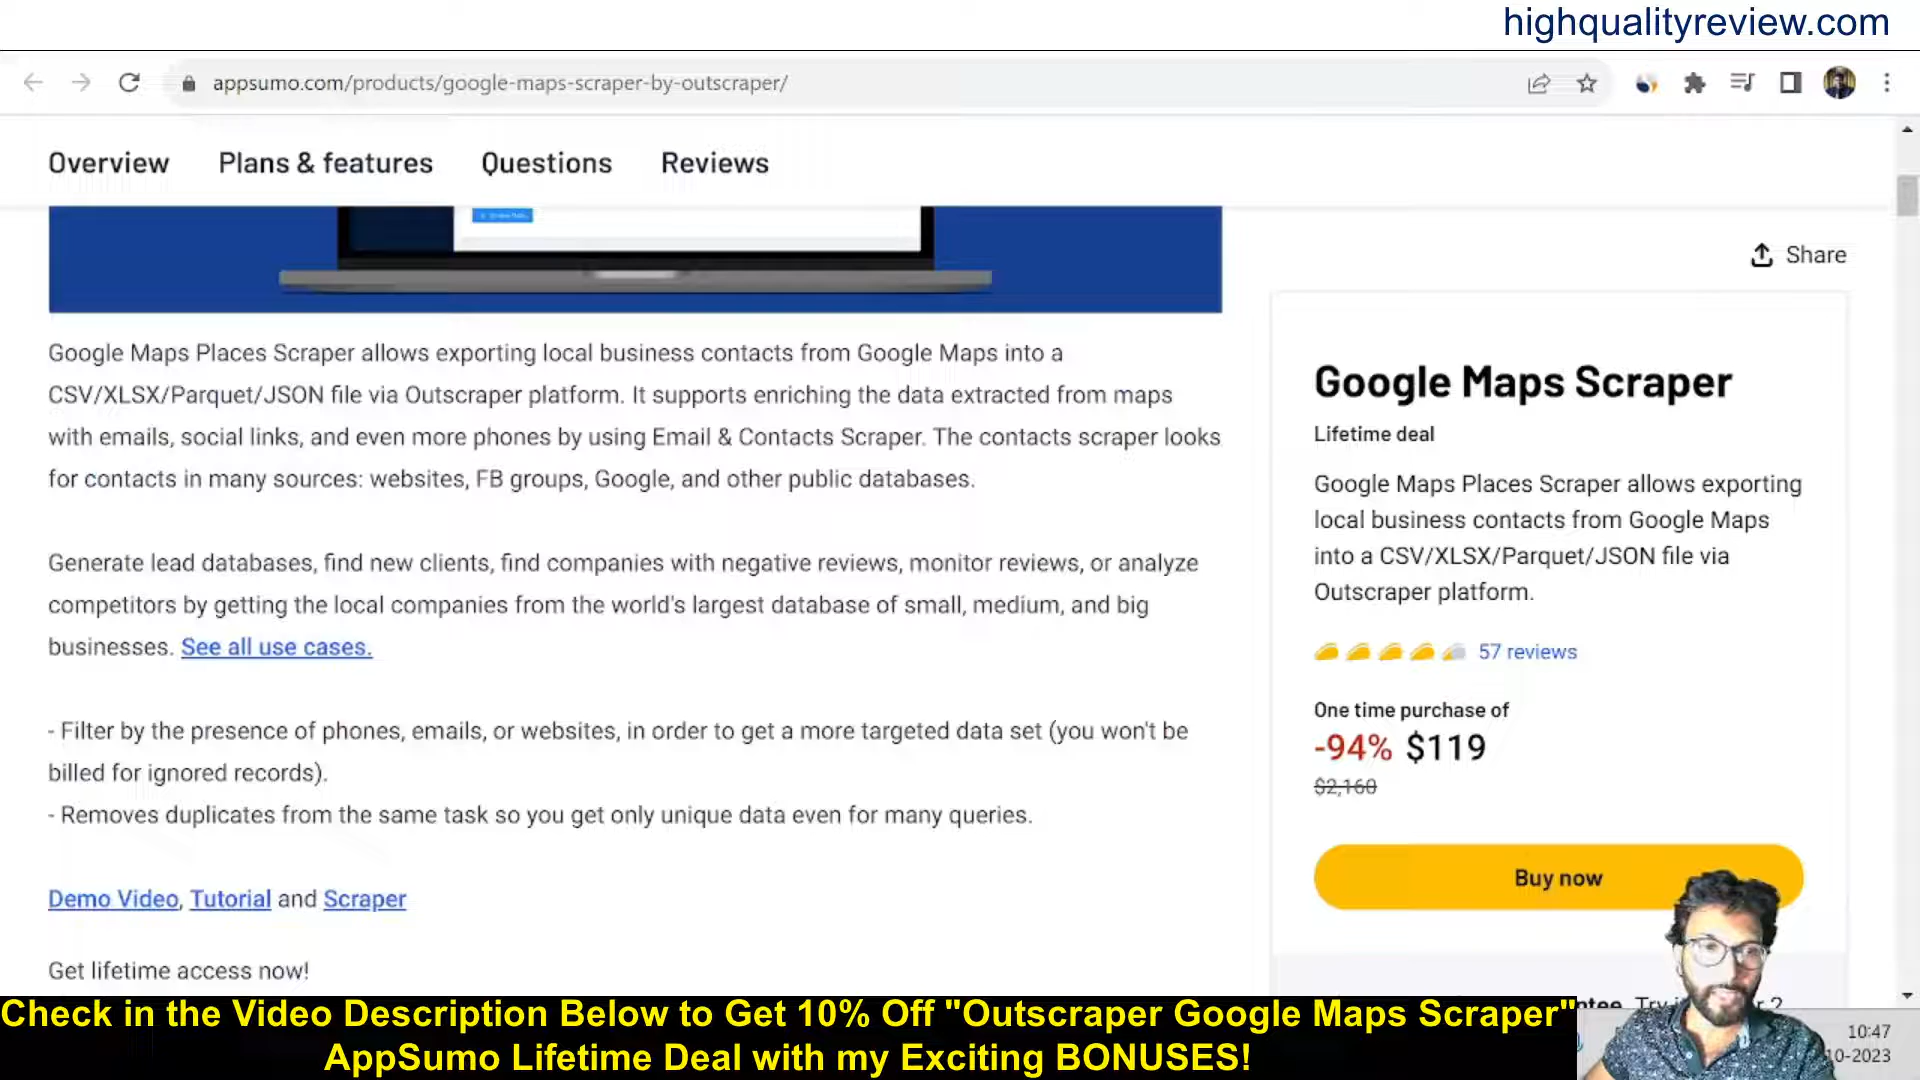 highqualityreview.com
appsumo.com/products/google-maps-scraper-by-outscraper/
Overview Plans & features Questions Reviews
Share
Google Maps Places Scraper allows exporting local business contacts from Google Maps into a
CSV/XLSX/Parquet/JSON file via Outscraper platform. It supports enriching the data extracted from maps
with emails, social links, and even more phones by using Email & Contacts Scraper. The contacts scraper looks
for contacts in many sources: websites, FB groups, Google, and other public databases.
Generate lead databases, find new clients, find companies with negative reviews, monitor reviews, or analyze
competitors by getting the local companies from the world's largest database of small, medium, and big
businesses. See all use cases.
- Filter by the presence of phones, emails, or websites, in order to get a more targeted data set (you won't be
billed for ignored records).
- Removes duplicates from the same task so you get only unique data even for many queries.
Demo Video, Tutorial and Scraper
Get lifetime access now!
Google Maps Scraper
Lifetime deal
Google Maps Places Scraper allows exporting
local business contacts from Google Maps
into a CSV/XLSX/Parquet/JSON file via
Outscraper platform.
57 reviews
One time purchase of
-94% $119
$2,160
Buy now
Check in the Video Description Below to Get 10% Off "Outscraper Google Maps Scraper"
AppSumo Lifetime Deal with my Exciting BONUSES!
10:47
10-2023